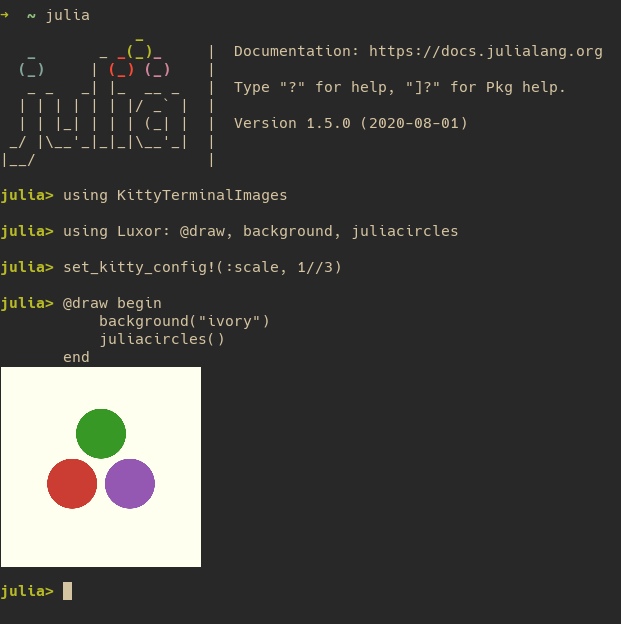 ➜  ~ julia
               _
   _       _ _(_)_     |  Documentation: https://docs.julialang.org
  (_)     | (_) (_)    |
   _ _   _| |_  __ _   |  Type "?" for help, "]?" for Pkg help.
  | | | | | | |/ _` |  |
  | | |_| | | | (_| |  |  Version 1.5.0 (2020-08-01)
 _/ |\__'_|_|_|\__'_|  |
|__/                   |
julia> using KittyTerminalImages
julia> using Luxor: @draw, background, juliacircles
julia> set_kitty_config!(:scale, 1//3)
julia> @draw begin
           background("ivory")
           juliacircles()
       end
julia>